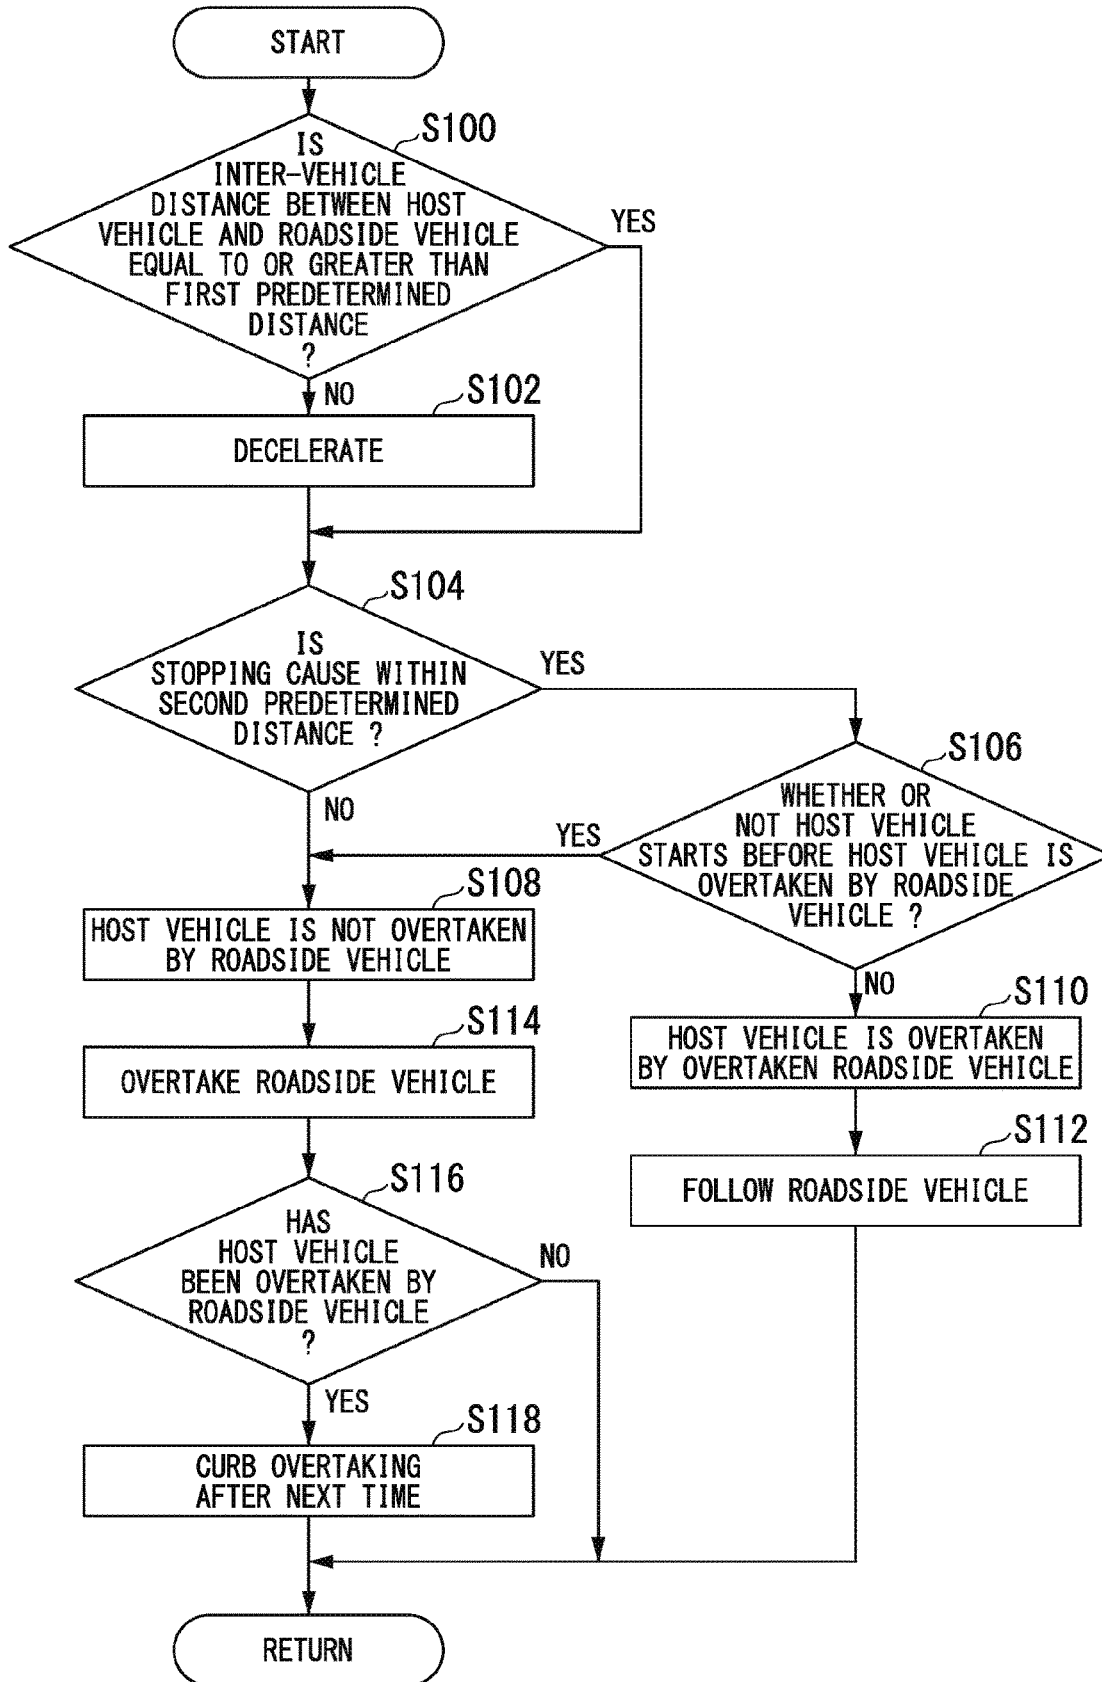 START
S100
IS
INTER-VEHICLE
DISTANCE BETWEEN HOST
VEHICLE AND ROADSIDE VEHICLE
EQUAL TO OR GREATER THAN
FIRST PREDETERMINED
DISTANCE
?
YES
NO
S102
DECELERATE
S104
IS
STOPPING CAUSE WITHIN
SECOND PREDETERMINED
DISTANCE ?
YES
NO
S106
WHETHER OR
NOT HOST VEHICLE
STARTS BEFORE HOST VEHICLE IS
OVERTAKEN BY ROADSIDE
VEHICLE ?
YES
NO
S108
HOST VEHICLE IS NOT OVERTAKEN
BY ROADSIDE VEHICLE
S110
HOST VEHICLE IS OVERTAKEN
BY OVERTAKEN ROADSIDE VEHICLE
S114
OVERTAKE ROADSIDE VEHICLE
S112
FOLLOW ROADSIDE VEHICLE
S116
HAS
HOST VEHICLE
BEEN OVERTAKEN BY
ROADSIDE VEHICLE
?
NO
YES
S118
CURB OVERTAKING
AFTER NEXT TIME
RETURN